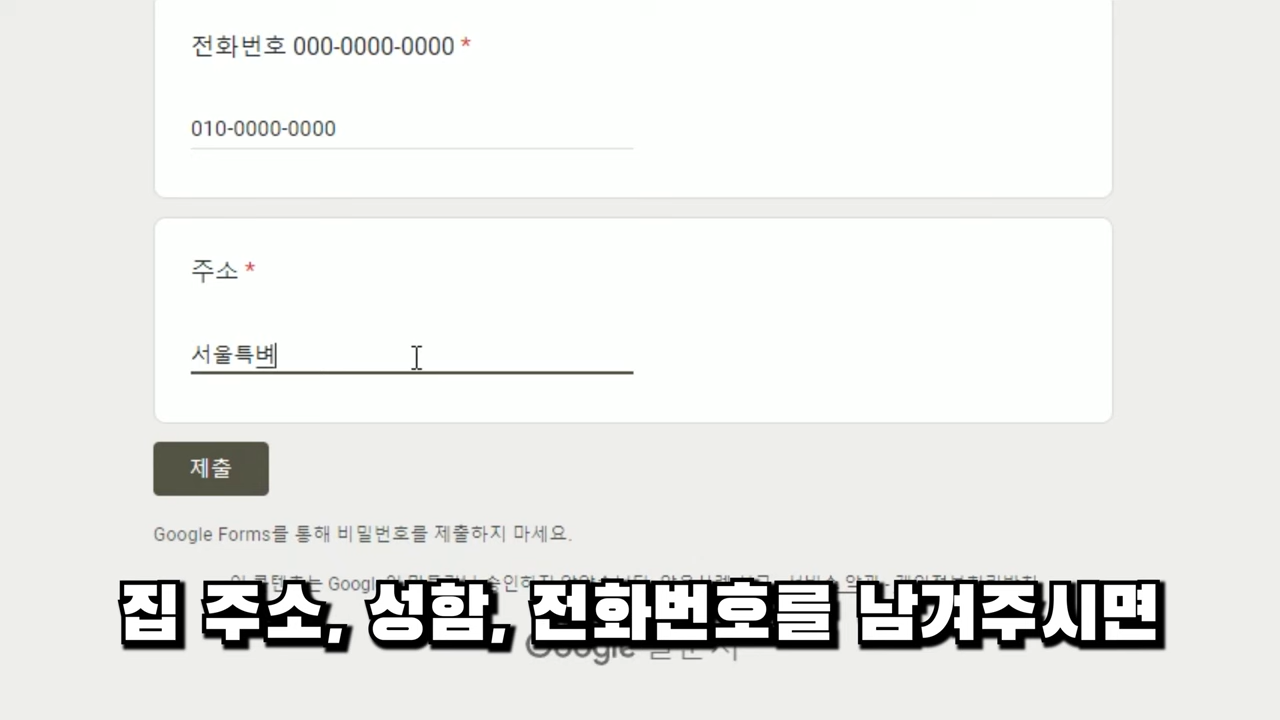 전화번호 000-0000-0000 *
010-0000-0000
주소 *
서울특벼
제출
Google Forms를 통해 비밀번호를 제출하지 마세요.
집 주소, 성함, 전화번호를 남겨주시면
Google